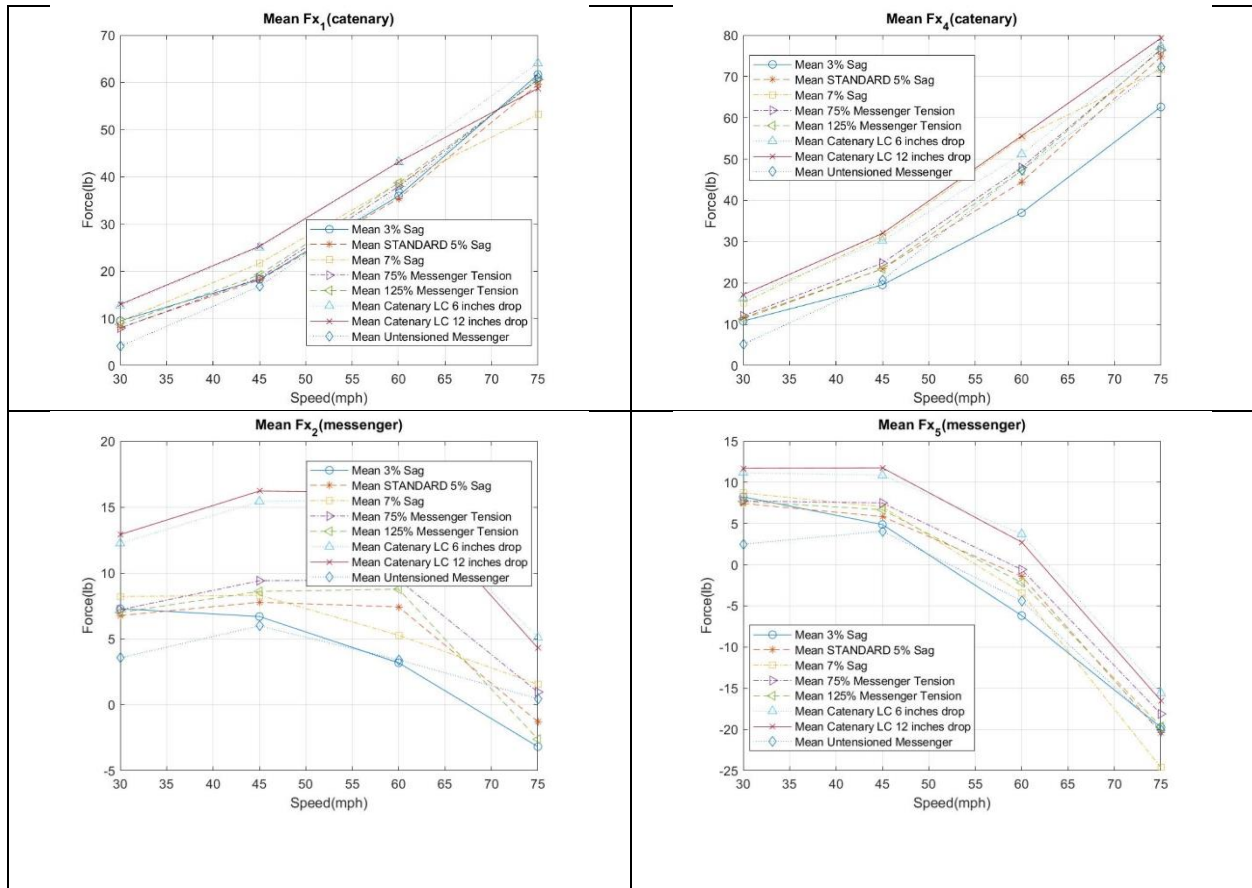 Mean Fx1(catenary)
Force(lb)
70
60
50
40
30
20
10
0
Mean 3% Sag
Mean STANDARD 5% Sag
Mean 7% Sag
Mean 75% Messenger Tension
Mean 125% Messenger Tension
Mean Catenary LC 6 inches drop
Mean Catenary LC 12 inches drop
Mean Untensioned Messenger
30 35 40 45 50 55 60 65 70 75
Speed(mph)
Mean Fx4(catenary)
Force(lb)
80
70
60
50
40
30
20
10
0
Mean 3% Sag
Mean STANDARD 5% Sag
Mean 7% Sag
Mean 75% Messenger Tension
Mean 125% Messenger Tension
Mean Catenary LC 6 inches drop
Mean Catenary LC 12 inches drop
Mean Untensioned Messenger
30 35 40 45 50 55 60 65 70 75
Speed(mph)
Mean Fx2(messenger)
Force(lb)
20
15
10
5
0
-5
Mean 3% Sag
Mean STANDARD 5% Sag
Mean 7% Sag
Mean 75% Messenger Tension
Mean 125% Messenger Tension
Mean Catenary LC 6 inches drop
Mean Catenary LC 12 inches drop
Mean Untensioned Messenger
30 35 40 45 50 55 60 65 70 75
Speed(mph)
Mean Fx5(messenger)
Force(lb)
15
10
5
0
-5
-10
-15
-20
-25
Mean 3% Sag
Mean STANDARD 5% Sag
Mean 7% Sag
Mean 75% Messenger Tension
Mean 125% Messenger Tension
Mean Catenary LC 6 inches drop
Mean Catenary LC 12 inches drop
Mean Untensioned Messenger
30 35 40 45 50 55 60 65 70 75
Speed(mph)